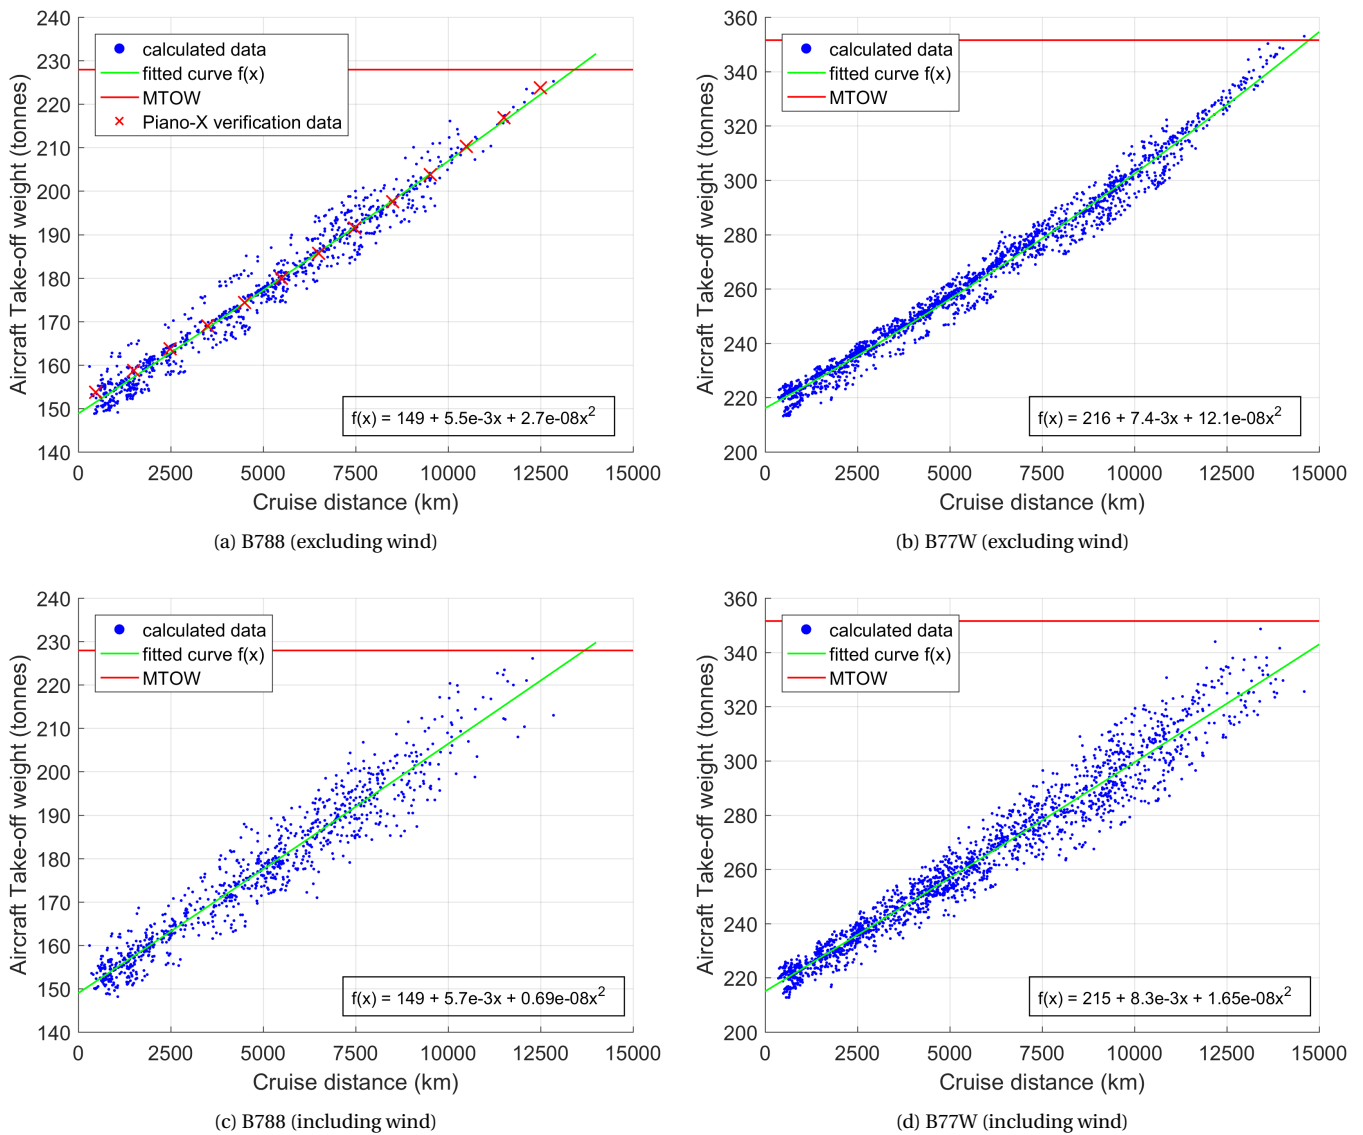 240
230
220
210
200
190
180
170
160
150
140
Aircraft Take-off weight (tonnes)
calculated data
fitted curve f(x)
MTOW
Piano-X verification data
f(x) = 149 + 5.5e-3x + 2.7e-08x²
0 2500 5000 7500 10000 12500 15000
Cruise distance (km)
(a) B788 (excluding wind)
360
340
320
300
280
260
240
220
200
Aircraft Take-off weight (tonnes)
calculated data
fitted curve f(x)
MTOW
f(x) = 216 + 7.4-3x + 12.1e-08x²
0 2500 5000 7500 10000 12500 15000
Cruise distance (km)
(b) B77W (excluding wind)
240
230
220
210
200
190
180
170
160
150
140
Aircraft Take-off weight (tonnes)
calculated data
fitted curve f(x)
MTOW
f(x) = 149 + 5.7e-3x + 0.69e-08x²
0 2500 5000 7500 10000 12500 15000
Cruise distance (km)
(c) B788 (including wind)
360
340
320
300
280
260
240
220
200
Aircraft Take-off weight (tonnes)
calculated data
fitted curve f(x)
MTOW
f(x) = 215 + 8.3e-3x + 1.65e-08x²
0 2500 5000 7500 10000 12500 15000
Cruise distance (km)
(d) B77W (including wind)